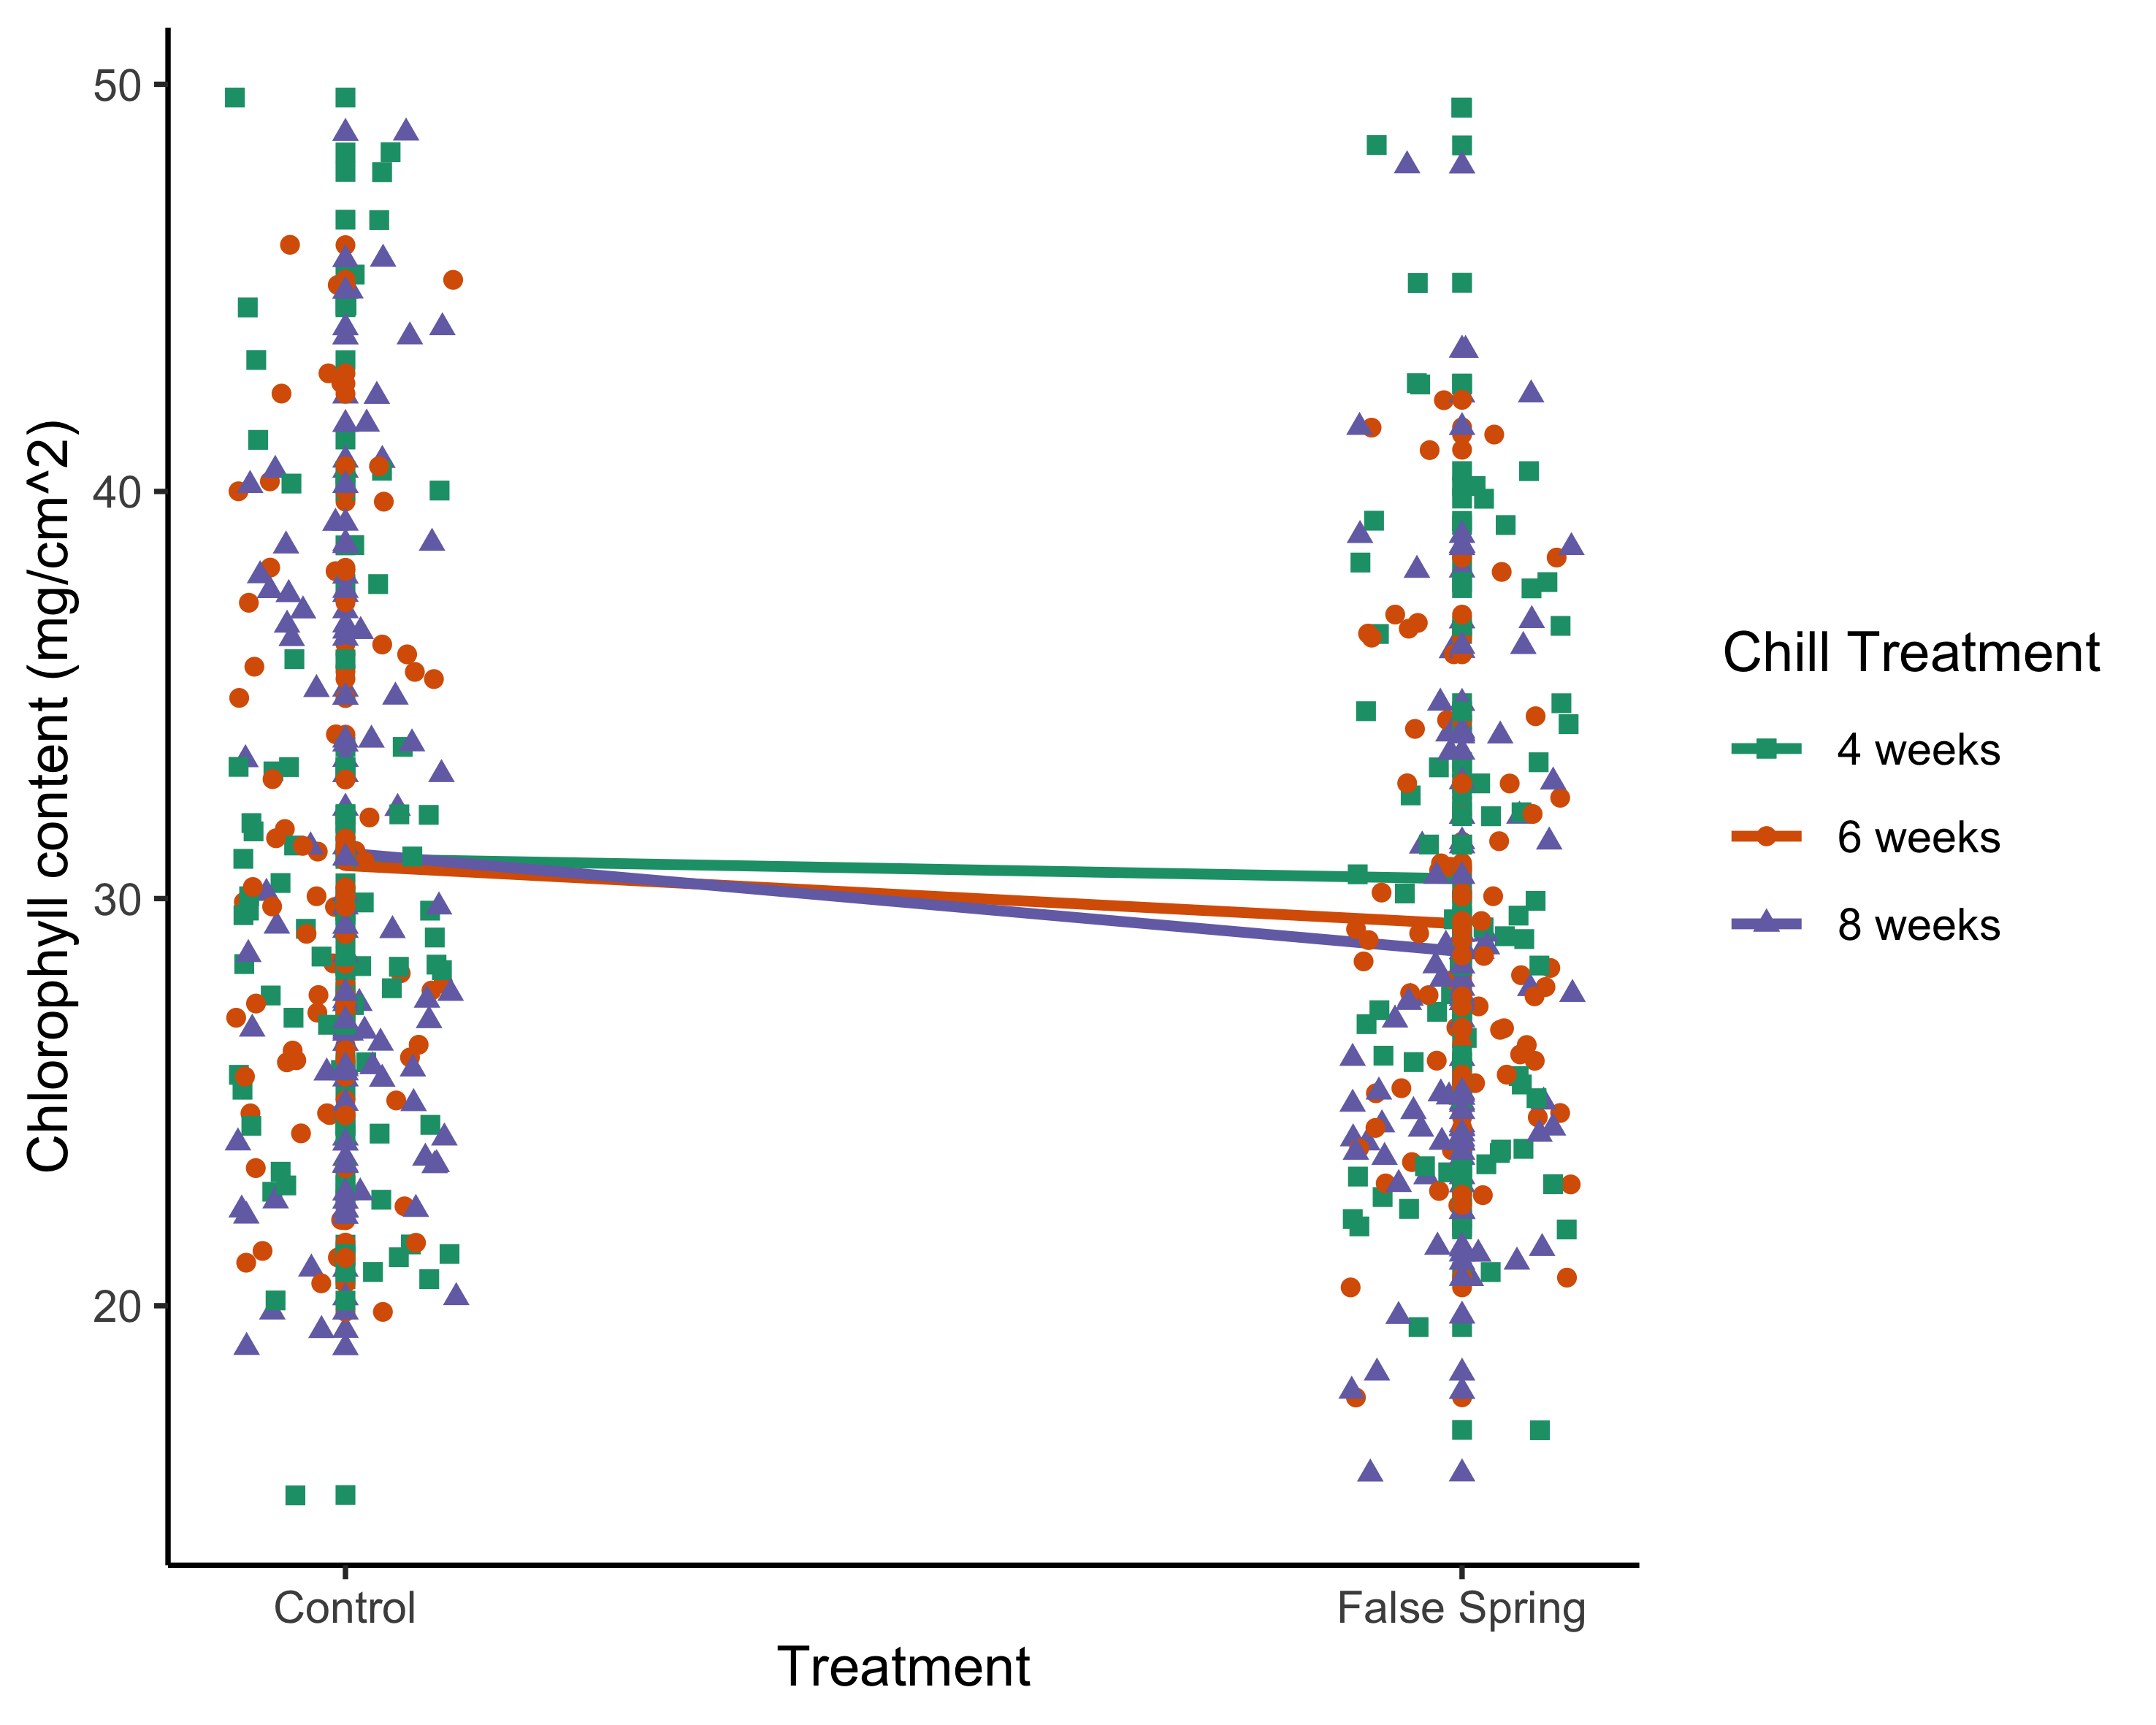 Chlorophyll content (mg/cm^2)
50
40
30
20
Control
False Spring
Treatment
Chill Treatment
4 weeks
6 weeks
8 weeks